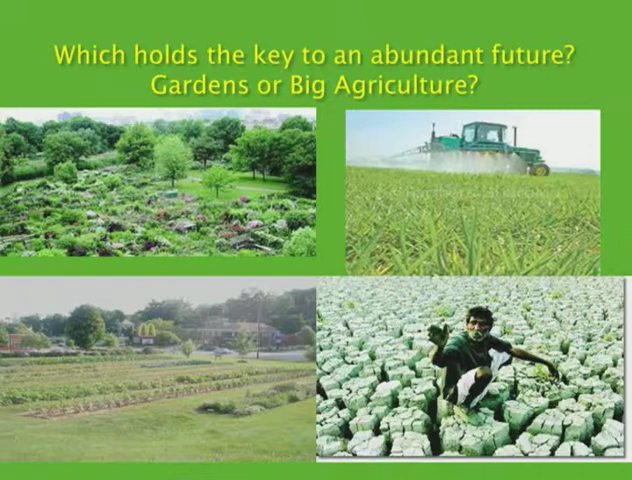 Which holds the key to an abundant future?
Gardens or Big Agriculture?